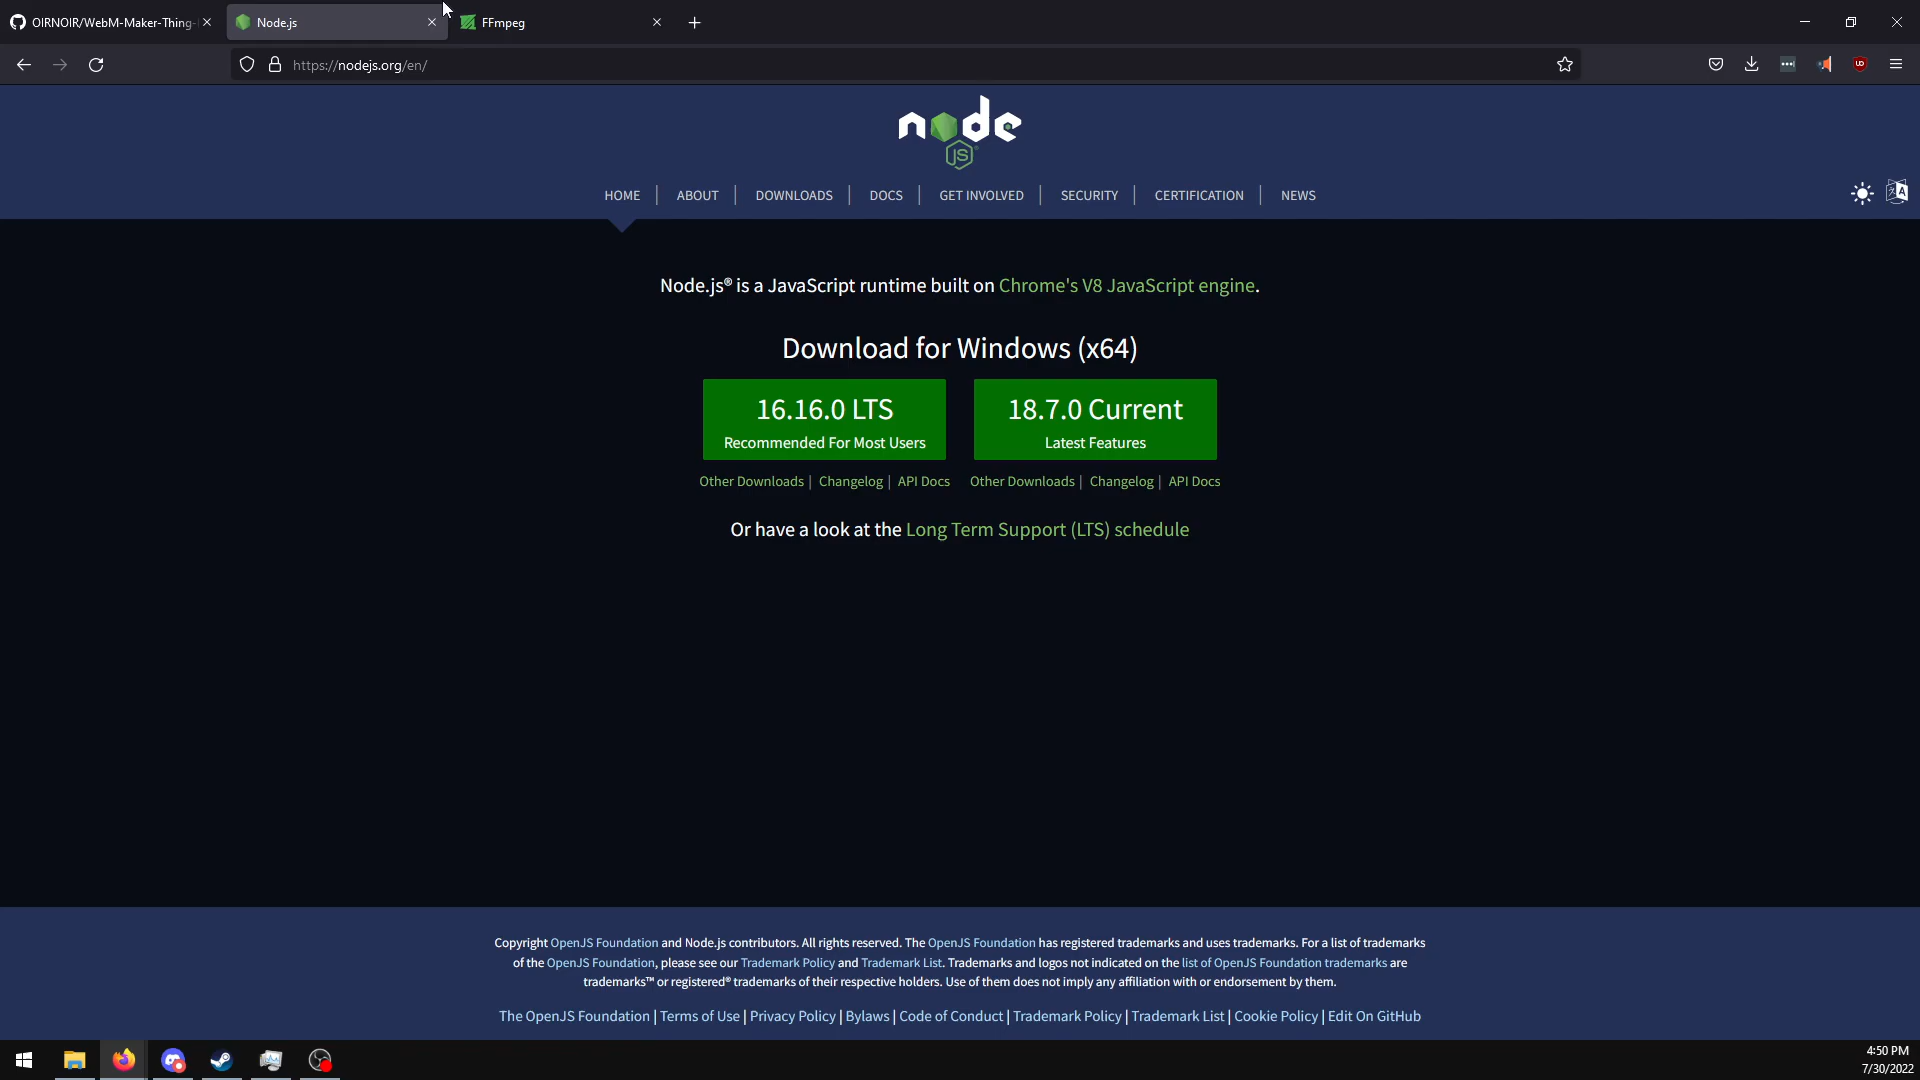 OIRNOIR/WebM-Maker-Thing-
Node.js
FFmpeg
https://nodejs.org/en/
node
JS
HOME
ABOUT
DOWNLOADS
DOCS
GET INVOLVED
SECURITY
CERTIFICATION
NEWS
Node.js® is a JavaScript runtime built on Chrome's V8 JavaScript engine.
Download for Windows (x64)
16.16.0 LTS
Recommended For Most Users
18.7.0 Current
Latest Features
Other Downloads | Changelog | API Docs
Other Downloads | Changelog | API Docs
Or have a look at the Long Term Support (LTS) schedule
Copyright OpenJS Foundation and Node.js contributors. All rights reserved. The OpenJS Foundation has registered trademarks and uses trademarks. For a list of trademarks
of the OpenJS Foundation, please see our Trademark Policy and Trademark List. Trademarks and logos not indicated on the list of OpenJS Foundation trademarks are
trademarks™ or registered® trademarks of their respective holders. Use of them does not imply any affiliation with or endorsement by them.
The OpenJS Foundation | Terms of Use | Privacy Policy | Bylaws | Code of Conduct | Trademark Policy | Trademark List | Cookie Policy | Edit On GitHub
4:50 PM
7/30/2022